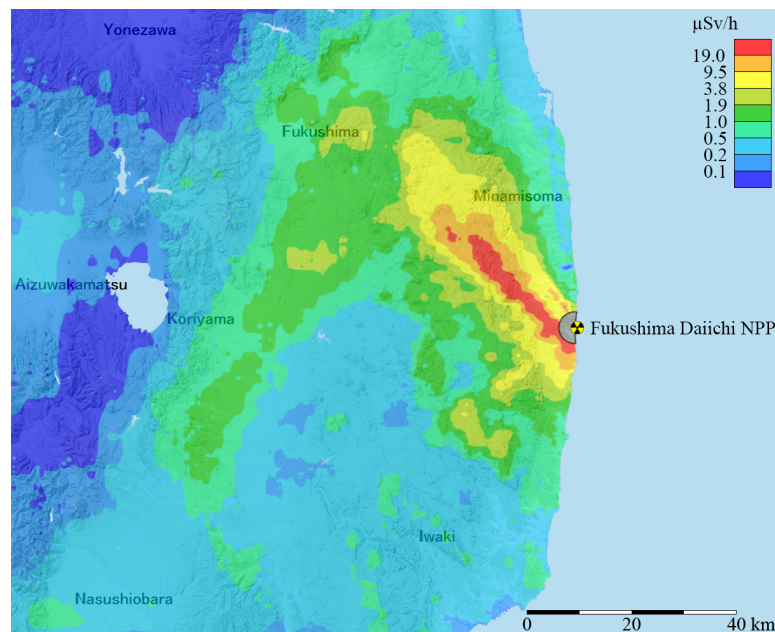 Yonezawa
μSv/h
19.0
9.5
3.8
1.9
1.0
0.5
0.2
0.1
Fukushima
Minamisoma
Aizuwakamatsu
Koriyama
Fukushima Daiichi NPP
Iwaki
Nasushiobara
0 20 40 km